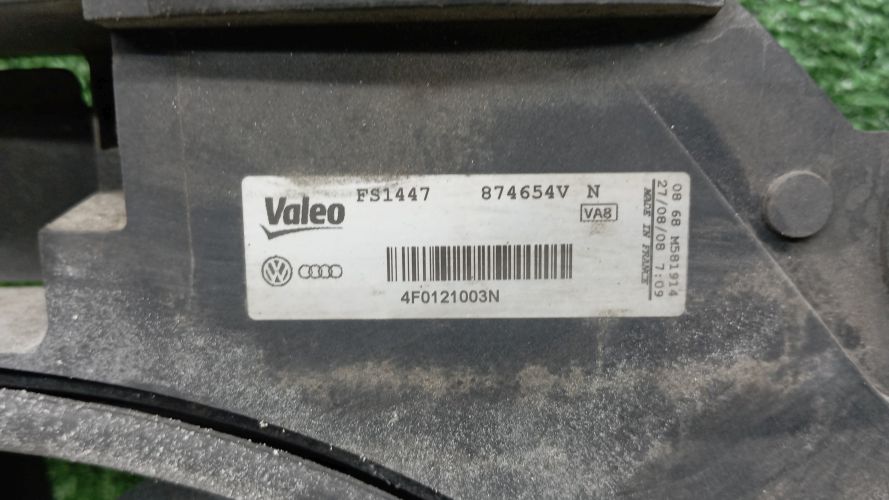 FS1447 874654V N
Valeo
VA8
4F0121003N
08 68 M581914
27/08/08 7:09
MADE IN FRANCE